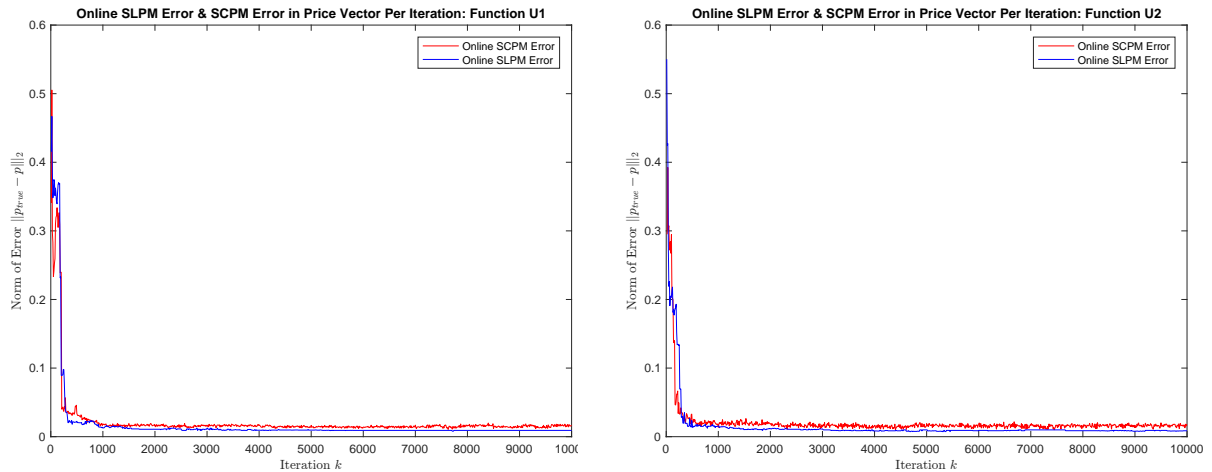 Online SLPM Error & SCPM Error in Price Vector Per Iteration: Function U1
0.6
0.5
0.4
0.3
0.2
0.1
0
Norm of Error ||p_true − p|||_2
Online SCPM Error
Online SLPM Error
0 1000 2000 3000 4000 5000 6000 7000 8000 9000 1000
Iteration k
Online SLPM Error & SCPM Error in Price Vector Per Iteration: Function U2
0.6
0.5
0.4
0.3
0.2
0.1
0
Norm of Error ||p_true − p|||_2
Online SCPM Error
Online SLPM Error
0 1000 2000 3000 4000 5000 6000 7000 8000 9000 10000
Iteration k